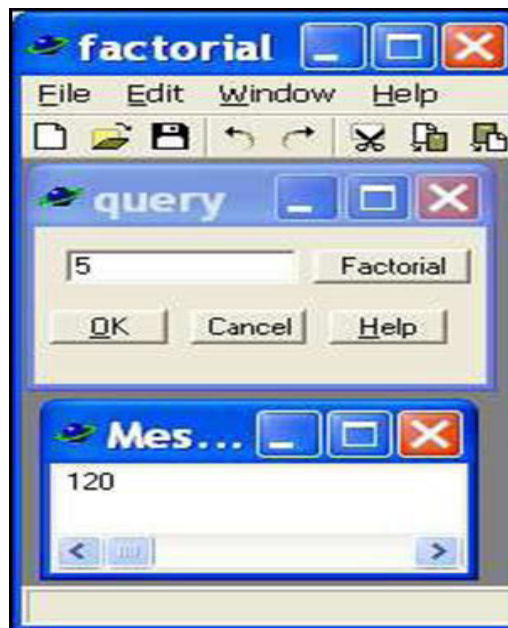 factorial
File Edit Window Help
query
5 Factorial
OK Cancel Help
Mes...
120